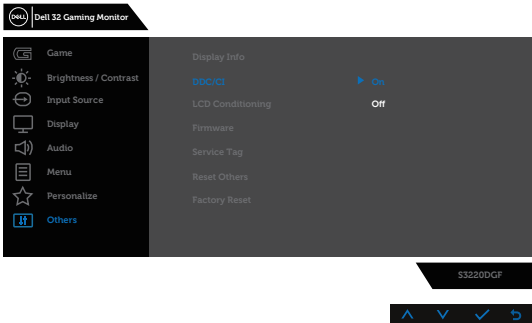 DELL Dell 32 Gaming Monitor
Game
Brightness / Contrast
Input Source
Display
Audio
Menu
Personalize
Others
Display Info
DDC/CI On
LCD Conditioning Off
Firmware
Service Tag
Reset Others
Factory Reset
S3220DGF